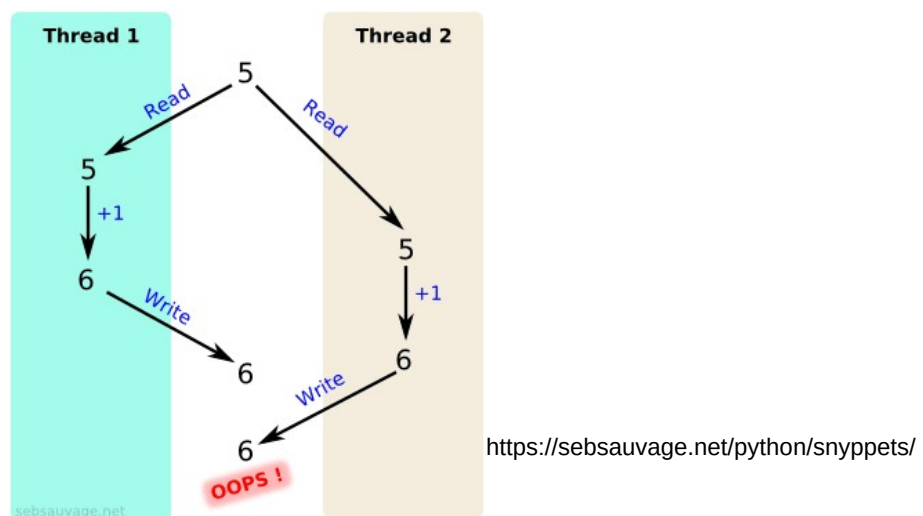 Thread 1
Thread 2
5
Read
Read
5
+1
5
6
+1
Write
6
6
Write
6
OOPS !
https://sebsauvage.net/python/snyppets/
sebsauvage.net